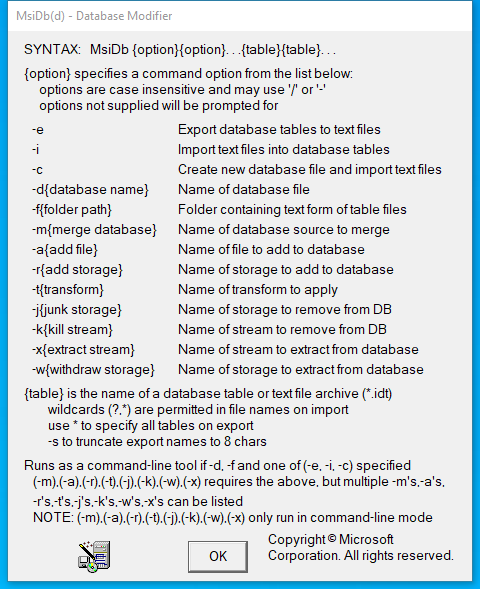 MsiDb(d) - Database Modifier
SYNTAX:  MsiDb {option}{option}. . .{table}{table}. . .
{option} specifies a command option from the list below:
options are case insensitive and may use '/' or '-'
options not supplied will be prompted for
-e Export database tables to text files
-i Import text files into database tables
-c Create new database file and import text files
-d{database name} Name of database file
-f{folder path} Folder containing text form of table files
-m{merge database} Name of database source to merge
-a{add file} Name of file to add to database
-r{add storage} Name of storage to add to database
-t{transform} Name of transform to apply
-j{junk storage} Name of storage to remove from DB
-k{kill stream} Name of stream to remove from DB
-x{extract stream} Name of stream to extract from database
-w{withdraw storage} Name of storage to extract from database
{table} is the name of a database table or text file archive (*.idt)
wildcards (?,*) are permitted in file names on import
use * to specify all tables on export
-s to truncate export names to 8 chars
Runs as a command-line tool if -d, -f and one of (-e, -i, -c) specified
(-m),(-a),(-r),(-t),(-j),(-k),(-w),(-x) requires the above, but multiple -m's,-a's,
-r's,-t's,-j's,-k's,-w's,-x's can be listed
NOTE: (-m),(-a),(-r),(-t),(-j),(-k),(-w),(-x) only run in command-line mode
OK
Copyright © Microsoft
Corporation. All rights reserved.